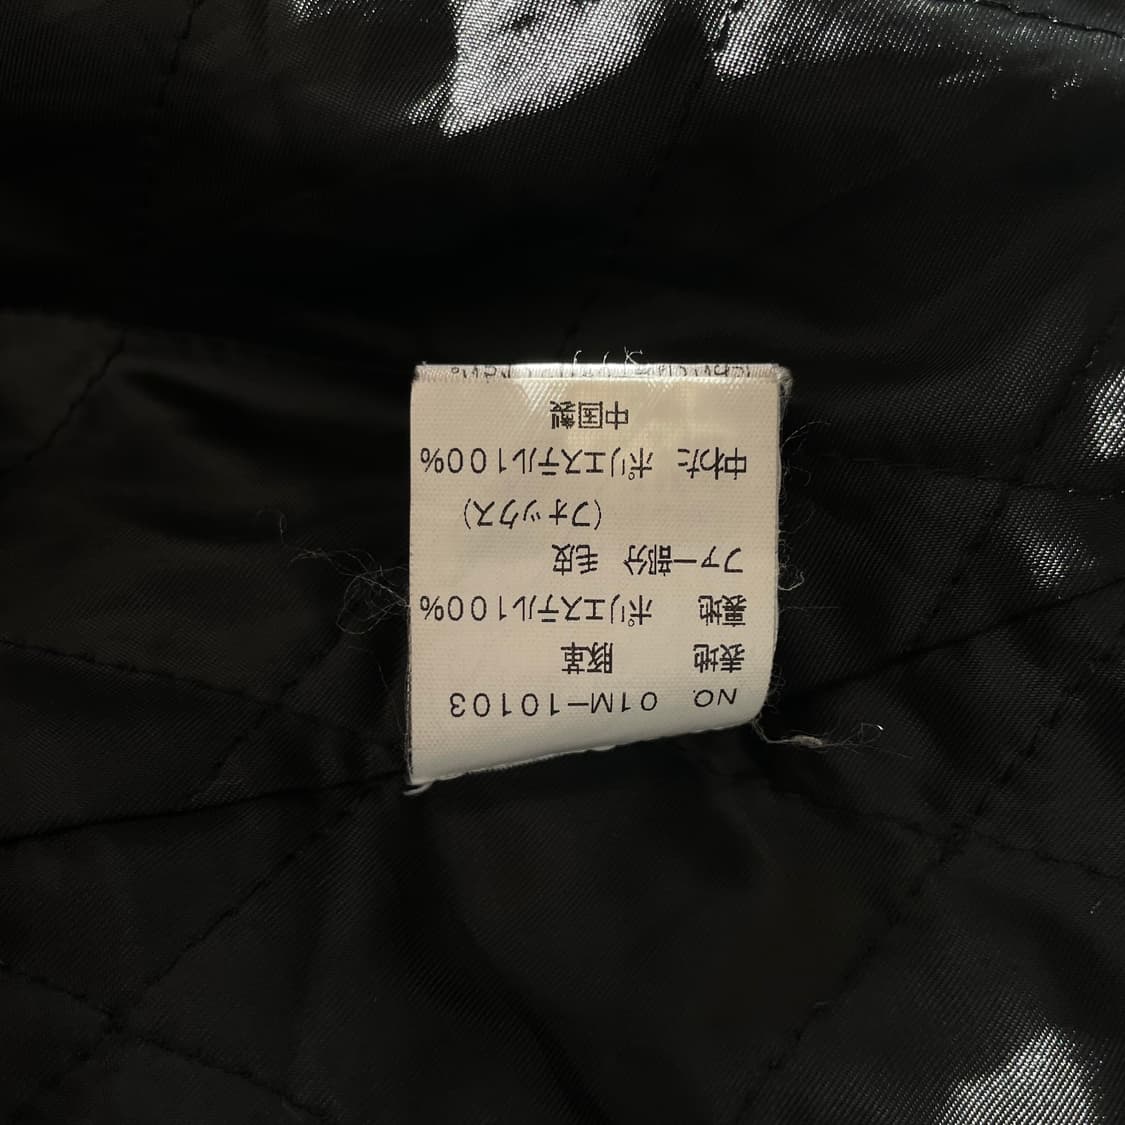 NO. 01M-10103
表地 豚革
裏地 ポリエステル100%
ファー部分 毛皮
(フォックス)
中わた ポリエステル100%
中国製